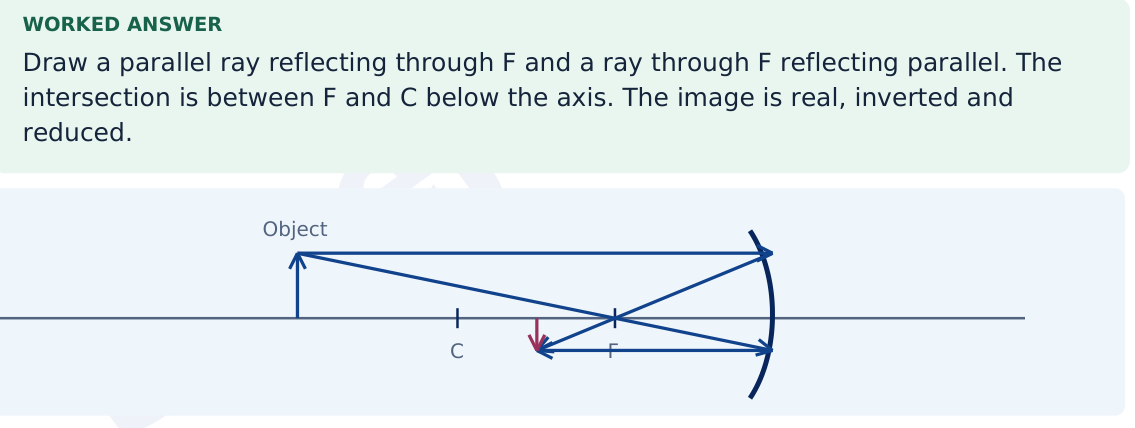 WORKED ANSWER
Draw a parallel ray reflecting through F and a ray through F reflecting parallel. The
intersection is between F and C below the axis. The image is real, inverted and
reduced.
Object
C
F